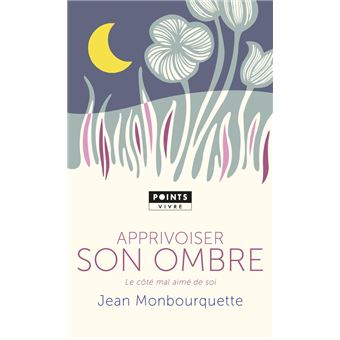 POINTS
VIVRE
APPRIVOISER
SON OMBRE
Le côté mal aimé de soi
Jean Monbourquette